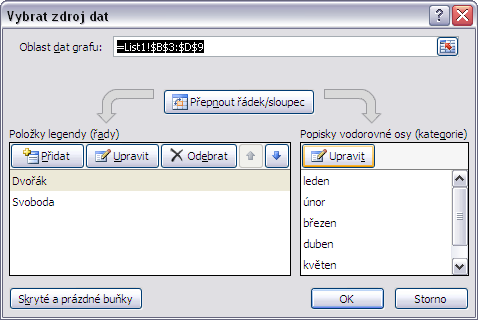 Vybrat zdroj dat
Oblast dat grafu: =List1!$B$3:$D$9
Přepnout řádek/sloupec
Položky legendy (řady)
Popisky vodorovné osy (kategorie)
Přidat Upravit Odebrat
Upravit
Dvořák
Svoboda
leden
únor
březen
duben
květen
Skryté a prázdné buňky
OK Storno